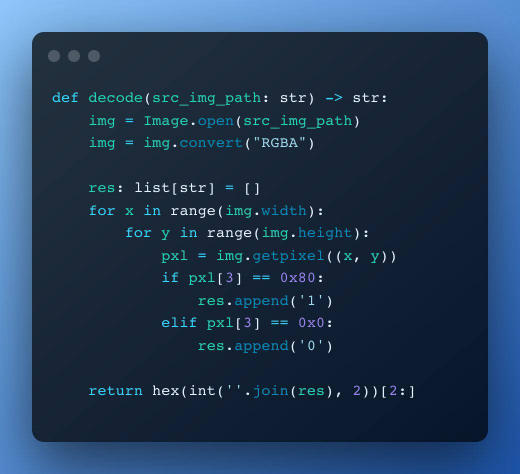 def decode(src_img_path: str) -> str:
    img = Image.open(src_img_path)
    img = img.convert("RGBA")

    res: list[str] = []
    for x in range(img.width):
        for y in range(img.height):
            pxl = img.getpixel((x, y))
            if pxl[3] == 0x80:
                res.append('1')
            elif pxl[3] == 0x0:
                res.append('0')

    return hex(int(''.join(res), 2))[2:]